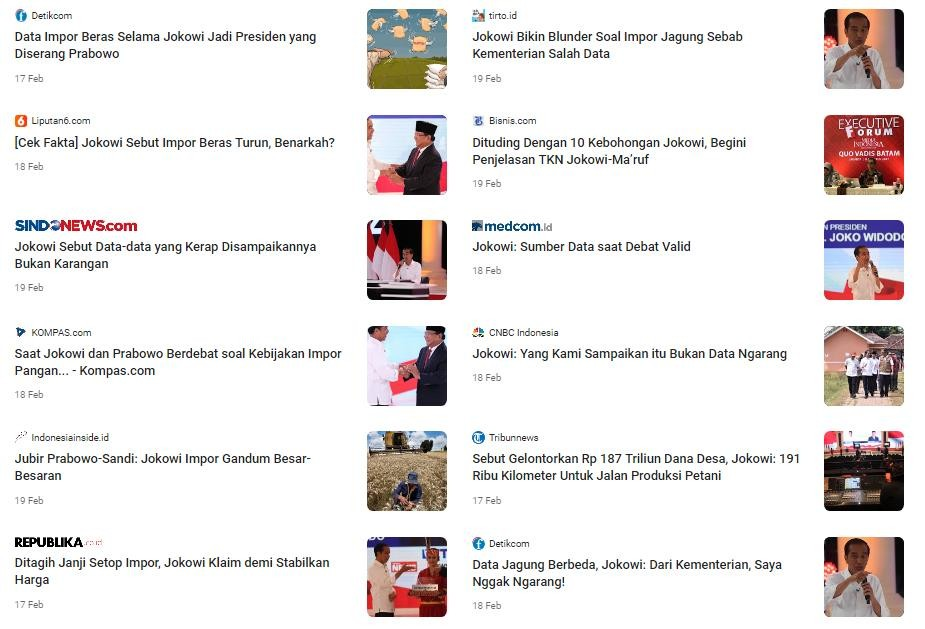 Detikcom
Data Impor Beras Selama Jokowi Jadi Presiden yang
Diserang Prabowo
17 Feb
Liputan6.com
[Cek Fakta] Jokowi Sebut Impor Beras Turun, Benarkah?
18 Feb
SINDONEWS.com
Jokowi Sebut Data-data yang Kerap Disampaikannya
Bukan Karangan
19 Feb
KOMPAS.com
Saat Jokowi dan Prabowo Berdebat soal Kebijakan Impor
Pangan... - Kompas.com
18 Feb
Indonesiainside.id
Jubir Prabowo-Sandi: Jokowi Impor Gandum Besar-
Besaran
19 Feb
REPUBLIKA.co.id
Ditagih Janji Setop Impor, Jokowi Klaim demi Stabilkan
Harga
17 Feb
tirto.id
Jokowi Bikin Blunder Soal Impor Jagung Sebab
Kementerian Salah Data
19 Feb
Bisnis.com
Dituding Dengan 10 Kebohongan Jokowi, Begini
Penjelasan TKN Jokowi-Ma'ruf
19 Feb
EXECUTIVE
FORUM
MEDIA INDONESIA
QUO VADIS BATAM
medcom.id
Jokowi: Sumber Data saat Debat Valid
18 Feb
N PRESIDEN
L JOKO WIDODO
CNBC Indonesia
Jokowi: Yang Kami Sampaikan itu Bukan Data Ngarang
18 Feb
Tribunnews
Sebut Gelontorkan Rp 187 Triliun Dana Desa, Jokowi: 191
Ribu Kilometer Untuk Jalan Produksi Petani
17 Feb
Detikcom
Data Jagung Berbeda, Jokowi: Dari Kementerian, Saya
Nggak Ngarang!
18 Feb